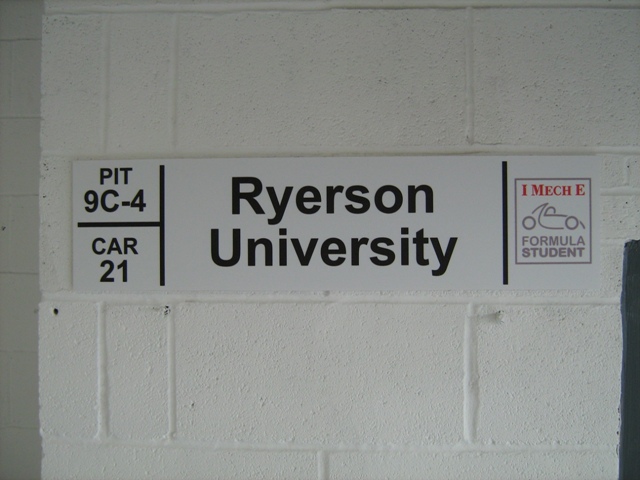 PIT
9C-4
CAR
21
Ryerson
University
I MECH E
FORMULA
STUDENT